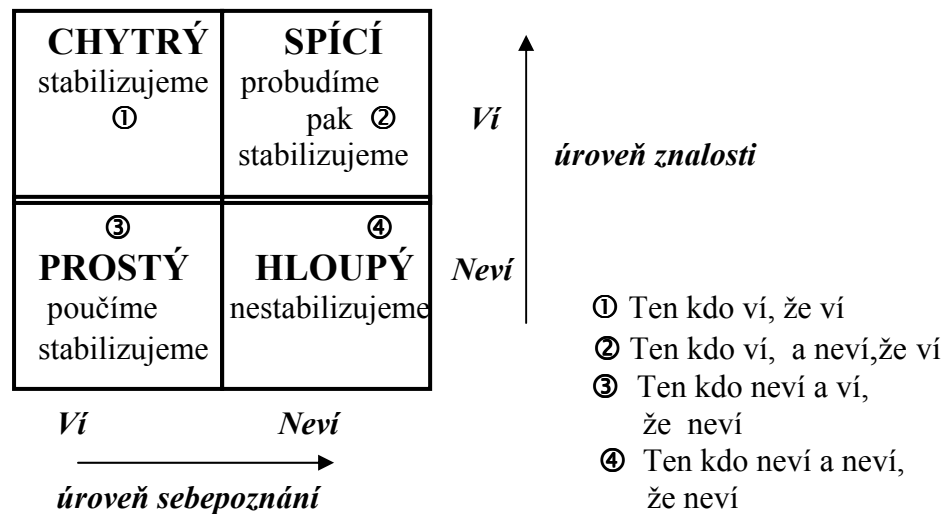 CHYTRÝ
stabilizujeme
①
SPÍCÍ
probudíme
pak ②
stabilizujeme
③
PROSTÝ
poučíme
stabilizujeme
④
HLOUPÝ
nestabilizujeme
Ví
Neví
úroveň znalosti
Ví
Neví
úroveň sebepoznání
① Ten kdo ví, že ví
② Ten kdo ví, a neví,že ví
③ Ten kdo neví a ví,
že neví
④ Ten kdo neví a neví,
že neví